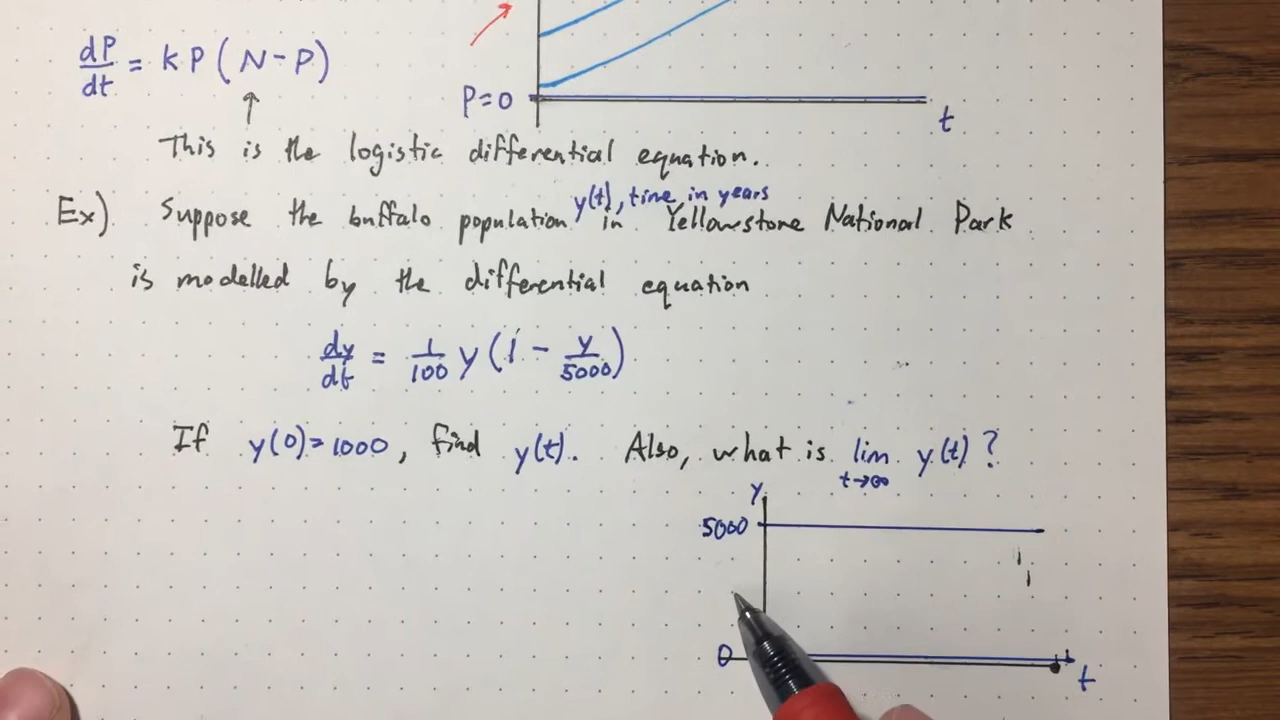 dP/dt = kP(N-P)
P=0
t
↑
This is the logistic differential equation.
Ex) Suppose the buffalo population y(t), time in years in Yellowstone National Park
is modelled by the differential equation
dy/dt = 1/100 y (1 - y/5000)
If y(0)=1000, find y(t). Also, what is lim t→∞ y(t)?
y
5000
0
t